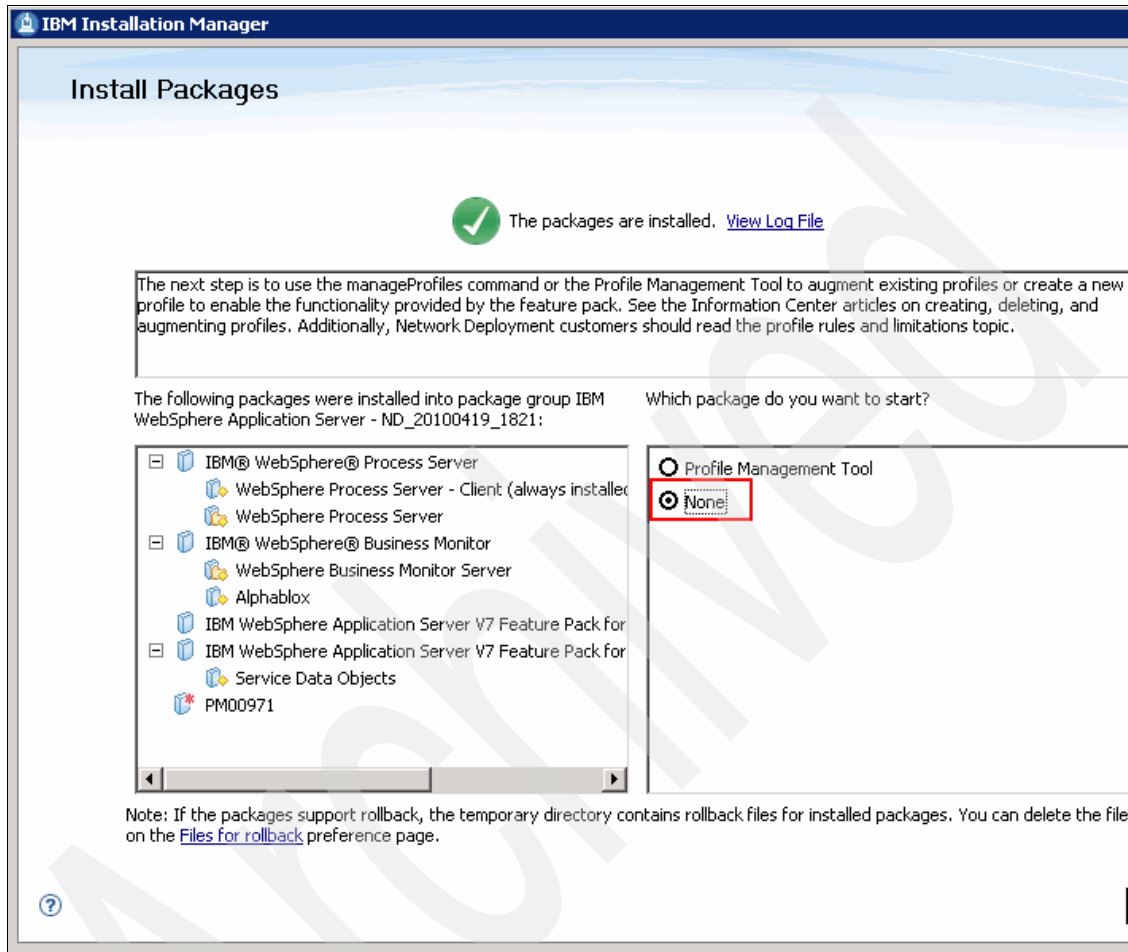 IBM Installation Manager
Install Packages
The packages are installed. View Log File
The next step is to use the manageProfiles command or the Profile Management Tool to augment existing profiles or create a new
profile to enable the functionality provided by the feature pack. See the Information Center articles on creating, deleting, and
augmenting profiles. Additionally, Network Deployment customers should read the profile rules and limitations topic.
The following packages were installed into package group IBM
WebSphere Application Server - ND_20100419_1821:
IBM® WebSphere® Process Server
WebSphere Process Server - Client (always installed
WebSphere Process Server
IBM® WebSphere® Business Monitor
WebSphere Business Monitor Server
Alphablox
IBM WebSphere Application Server V7 Feature Pack for
IBM WebSphere Application Server V7 Feature Pack for
Service Data Objects
PM00971
Which package do you want to start?
Profile Management Tool
None
Note: If the packages support rollback, the temporary directory contains rollback files for installed packages. You can delete the file
on the Files for rollback preference page.
?
Archived